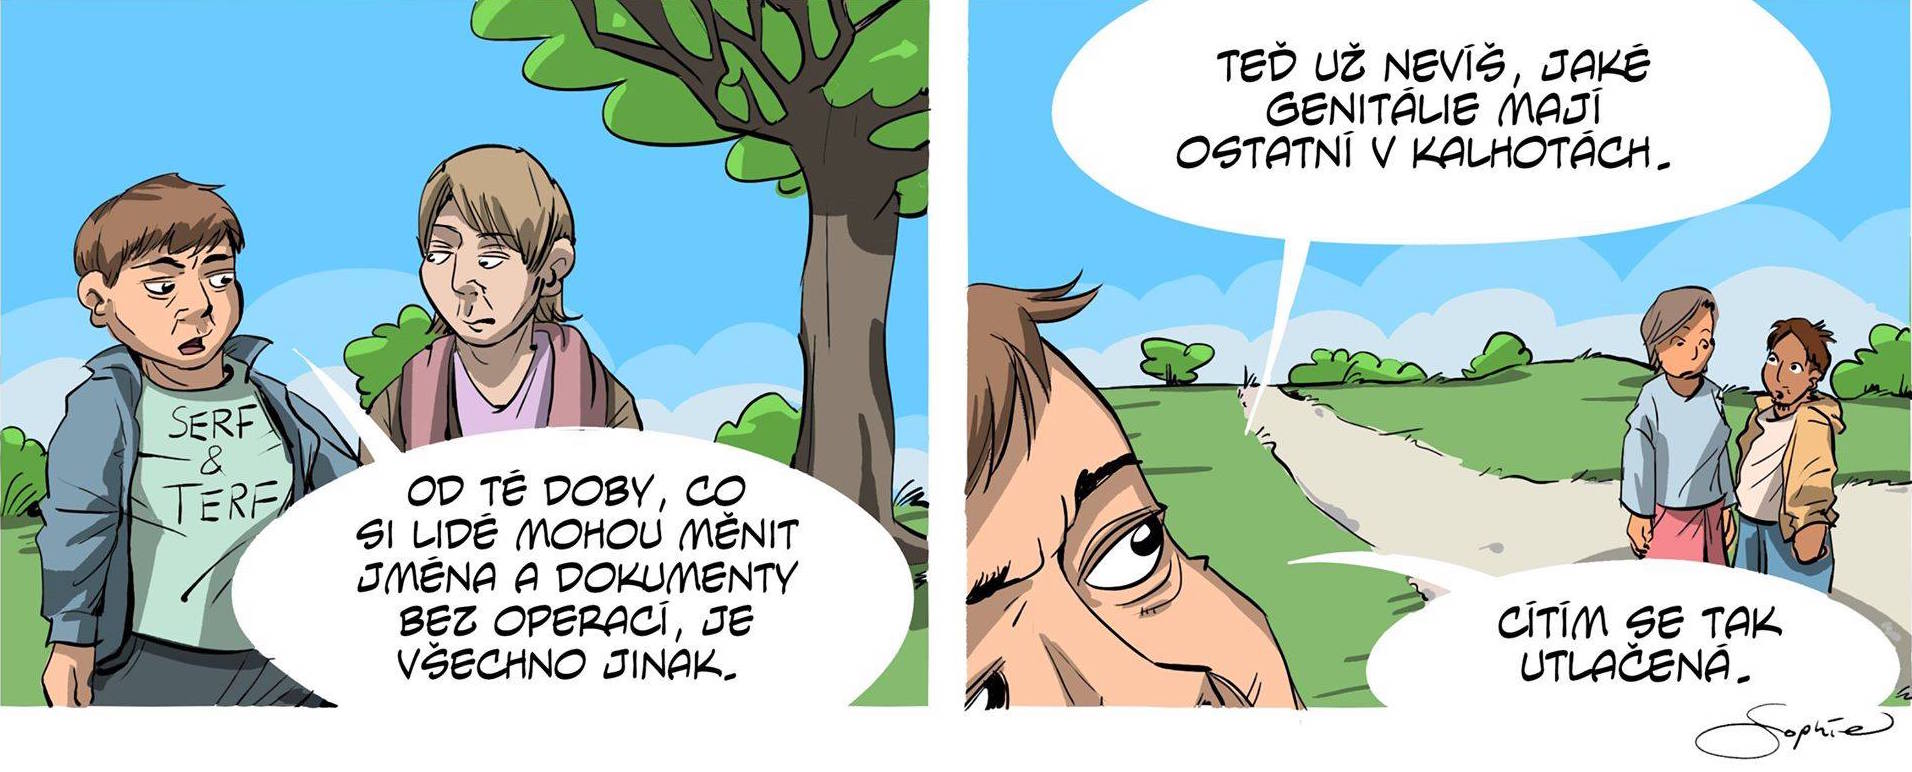 SERF
&
TERF
OD TÉ DOBY, CO
SI LIDÉ MOHOU MĚNIT
JMÉNA A DOKUMENTY
BEZ OPERACÍ, JE
VŠECHNO JINAK.
TEĎ UŽ NEVÍŠ, JAKÉ
GENITÁLIE MAJÍ
OSTATNÍ V KALHOTÁCH.
CÍTÍM SE TAK
UTLAČENÁ.
Sophie